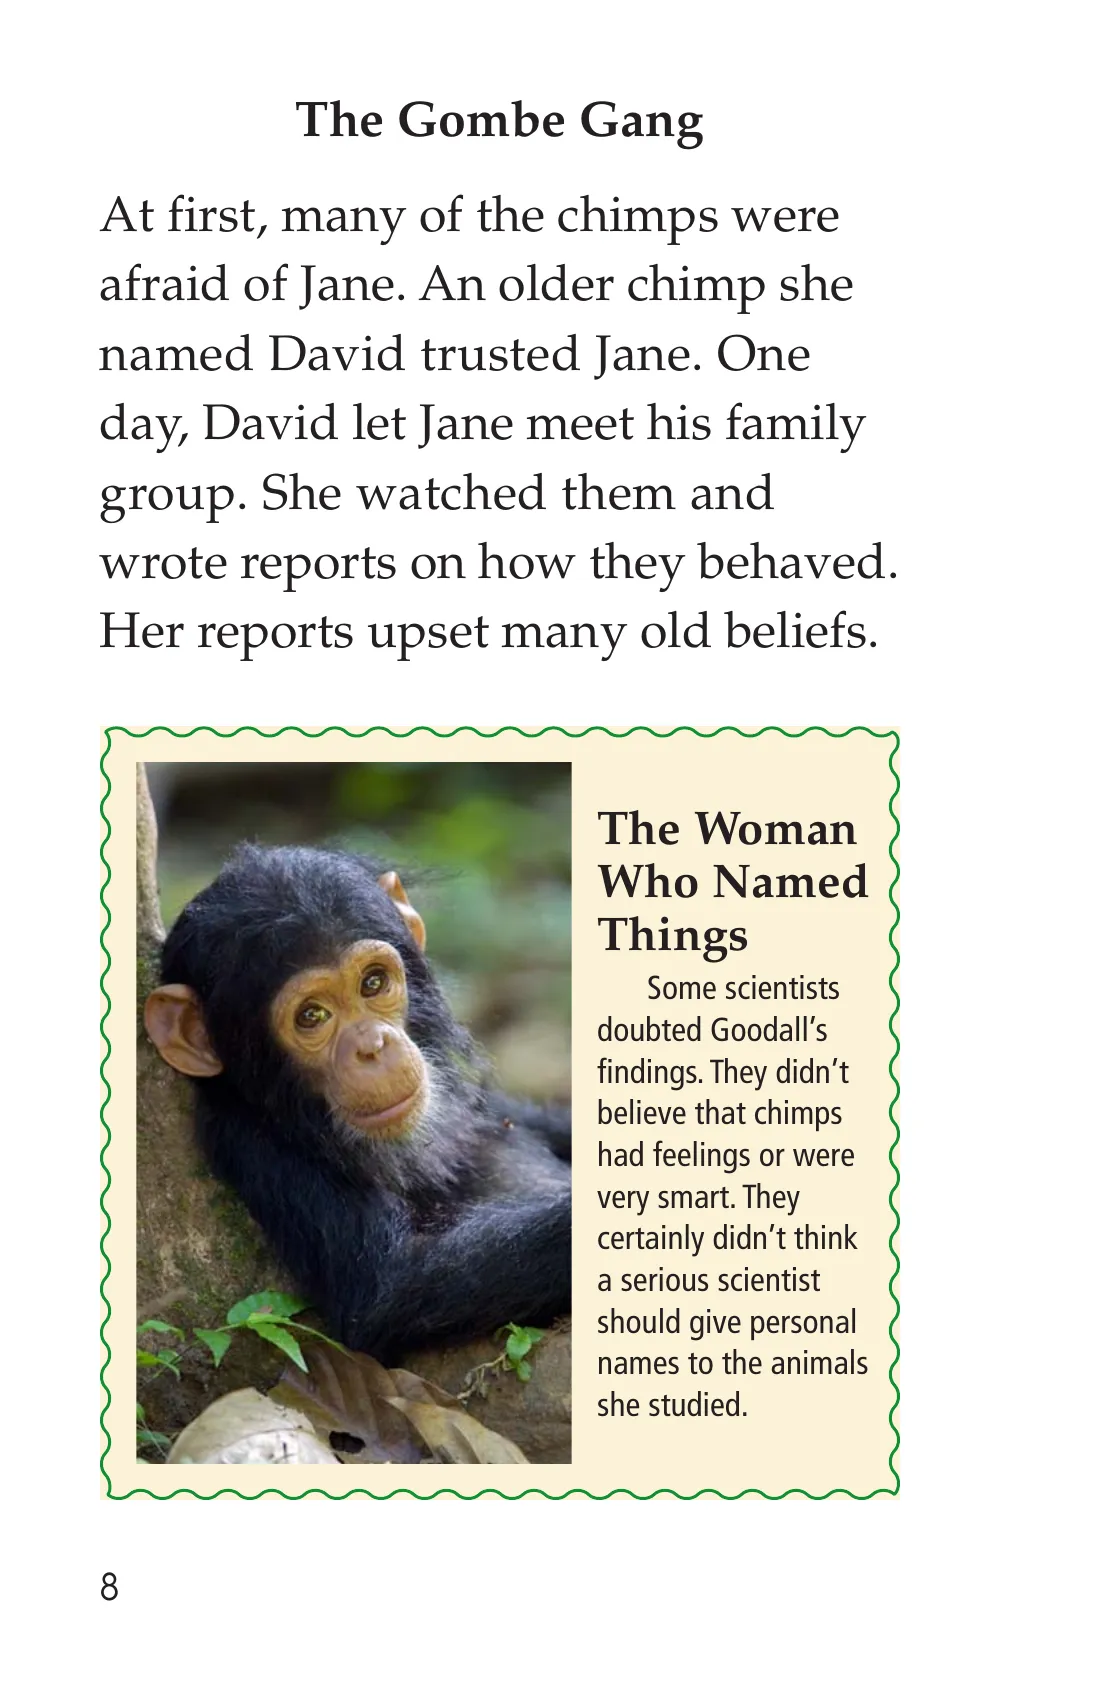 The Gombe Gang
At first, many of the chimps were
afraid of Jane. An older chimp she
named David trusted Jane. One
day, David let Jane meet his family
group. She watched them and
wrote reports on how they behaved.
Her reports upset many old beliefs.
The Woman
Who Named
Things
Some scientists
doubted Goodall’s
findings. They didn’t
believe that chimps
had feelings or were
very smart. They
certainly didn’t think
a serious scientist
should give personal
names to the animals
she studied.
8